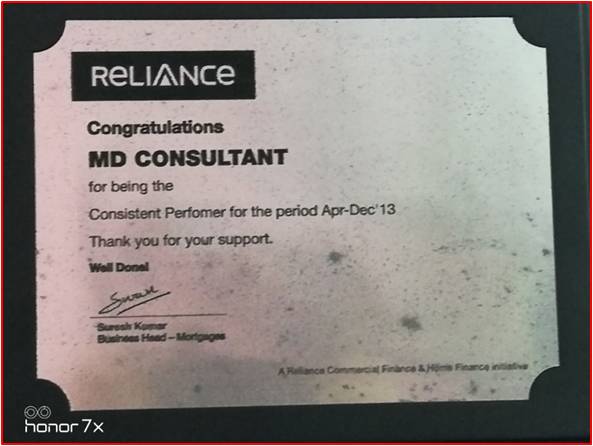 RELIANCE
Congratulations
MD CONSULTANT
for being the
Consistent Perfomer for the period Apr-Dec'13
Thank you for your support.
Well Done!
Suresh Kumar
Business Head – Mortgages
A Reliance Commercial Finance & Home Finance initiative
honor 7x